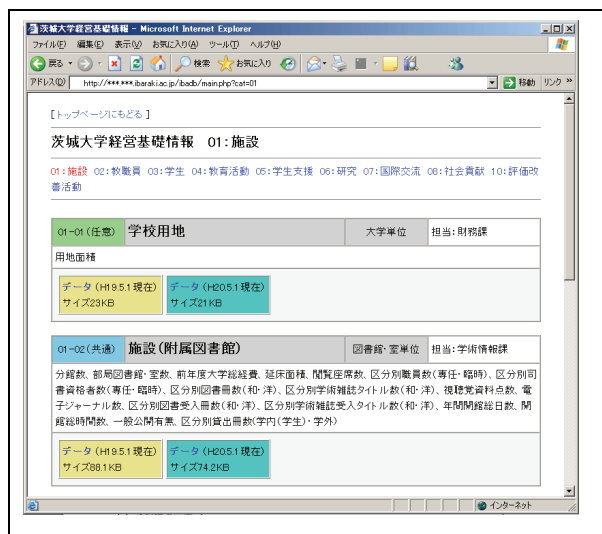 茨城大学経営基礎情報 - Microsoft Internet Explorer
ファイル(F) 編集(E) 表示(V) お気に入り(A) ツール(T) ヘルプ(H)
戻る 検索 お気に入り
アドレス(D) http://***.***.ibaraki.ac.jp/ibadb/main.php?cat=01 移動 リンク »
[トップページにもどる]
茨城大学経営基礎情報 01:施設
01:施設 02:教職員 03:学生 04:教育活動 05:学生支援 06:研究 07:国際交流 08:社会貢献 10:評価改
善活動
01-01(任意) 学校用地 大学単位 担当:財務課
用地面積
データ (H19.5.1現在) データ (H20.5.1現在)
サイズ23KB サイズ21KB
01-02(共通) 施設(附属図書館) 図書館・室単位 担当:学術情報課
分館数、部局図書館・室数、前年度大学総経費、延床面積、閲覧座席数、区分別職員数(専任・臨時)、区分別司
書資格者数(専任・臨時)、区分別図書冊数(和・洋)、区分別学術雑誌タイトル数(和・洋)、視聴覚資料点数、電
子ジャーナル数、区分別図書受入冊数(和・洋)、区分別学術雑誌受入タイトル数(和・洋)、年間開館総日数、開
館総時間数、一般公開有無、区分別貸出冊数(学内(学生)・学外)
データ (H19.5.1現在) データ (H20.5.1現在)
サイズ88.1KB サイズ74.2KB
インターネット